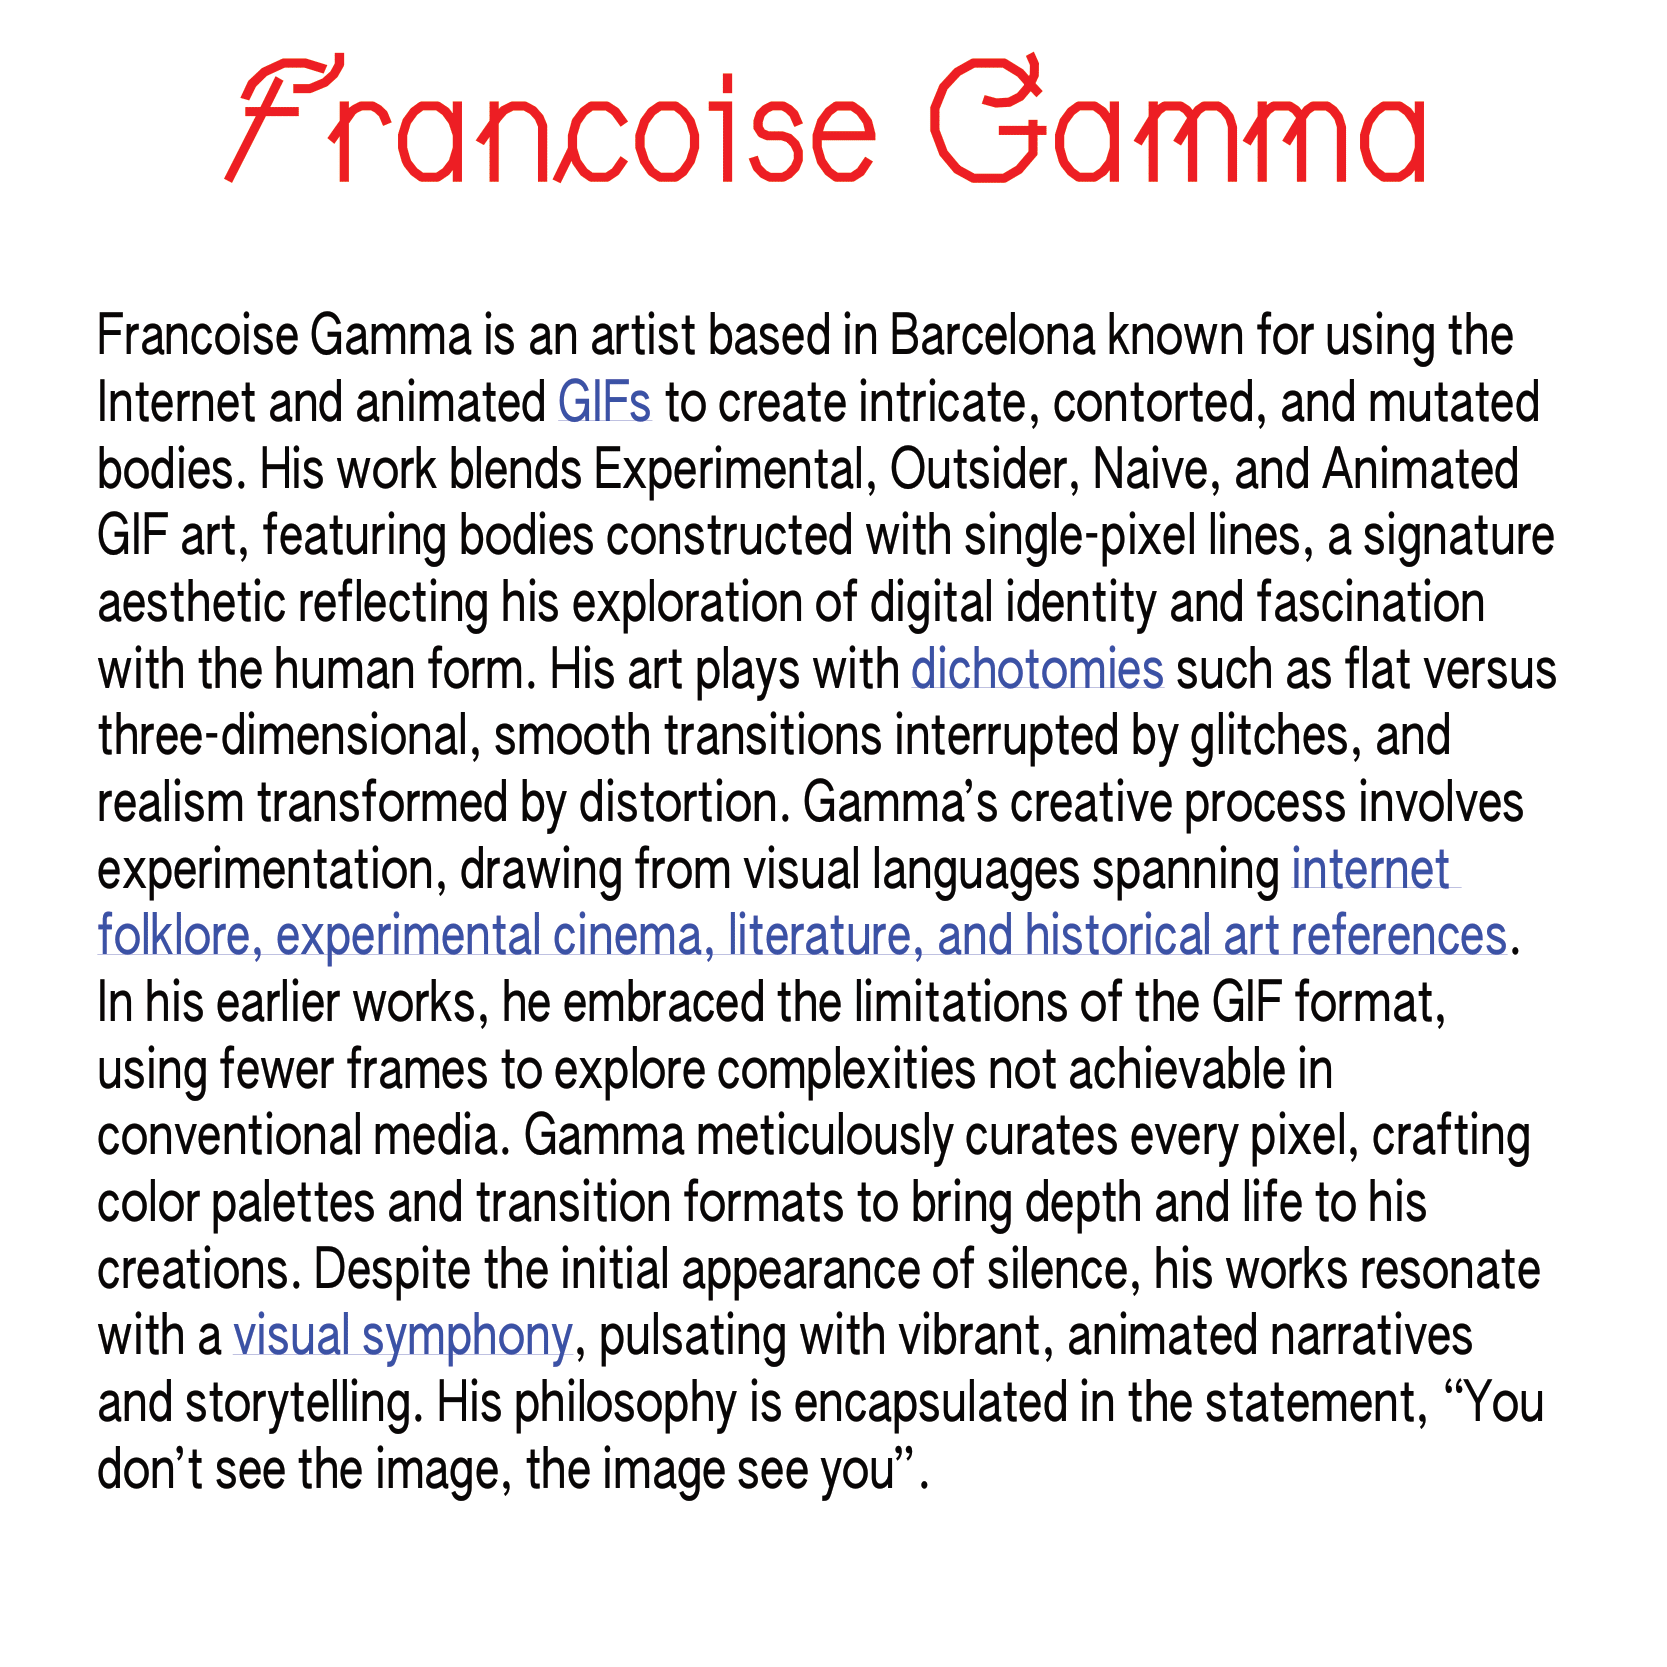 Francoise Gamma
Francoise Gamma is an artist based in Barcelona known for using the
Internet and animated GIFs to create intricate, contorted, and mutated
bodies. His work blends Experimental, Outsider, Naive, and Animated
GIF art, featuring bodies constructed with single-pixel lines, a signature
aesthetic reflecting his exploration of digital identity and fascination
with the human form. His art plays with dichotomies such as flat versus
three-dimensional, smooth transitions interrupted by glitches, and
realism transformed by distortion. Gamma’s creative process involves
experimentation, drawing from visual languages spanning internet
folklore, experimental cinema, literature, and historical art references.
In his earlier works, he embraced the limitations of the GIF format,
using fewer frames to explore complexities not achievable in
conventional media. Gamma meticulously curates every pixel, crafting
color palettes and transition formats to bring depth and life to his
creations. Despite the initial appearance of silence, his works resonate
with a visual symphony, pulsating with vibrant, animated narratives
and storytelling. His philosophy is encapsulated in the statement, “You
don’t see the image, the image see you”.